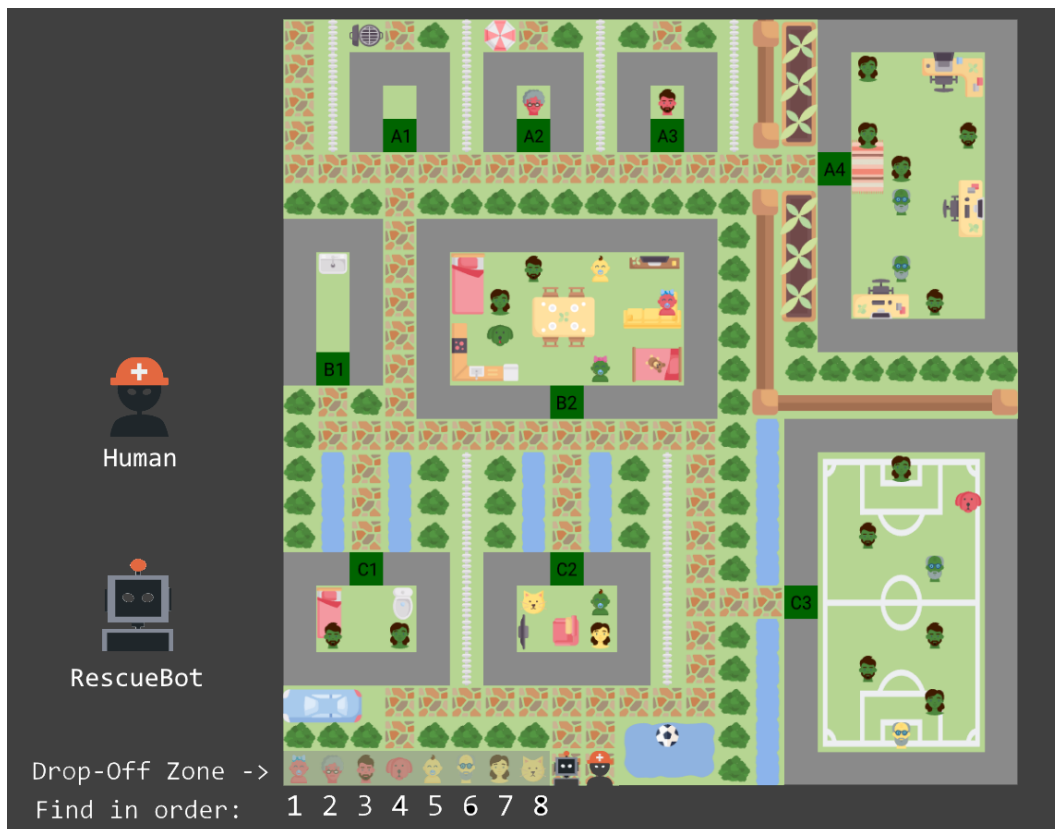 A1
A2
A3
A4
B1
B2
Human
C1
C2
C3
RescueBot
Drop-Off Zone ->
Find in order: 1 2 3 4 5 6 7 8